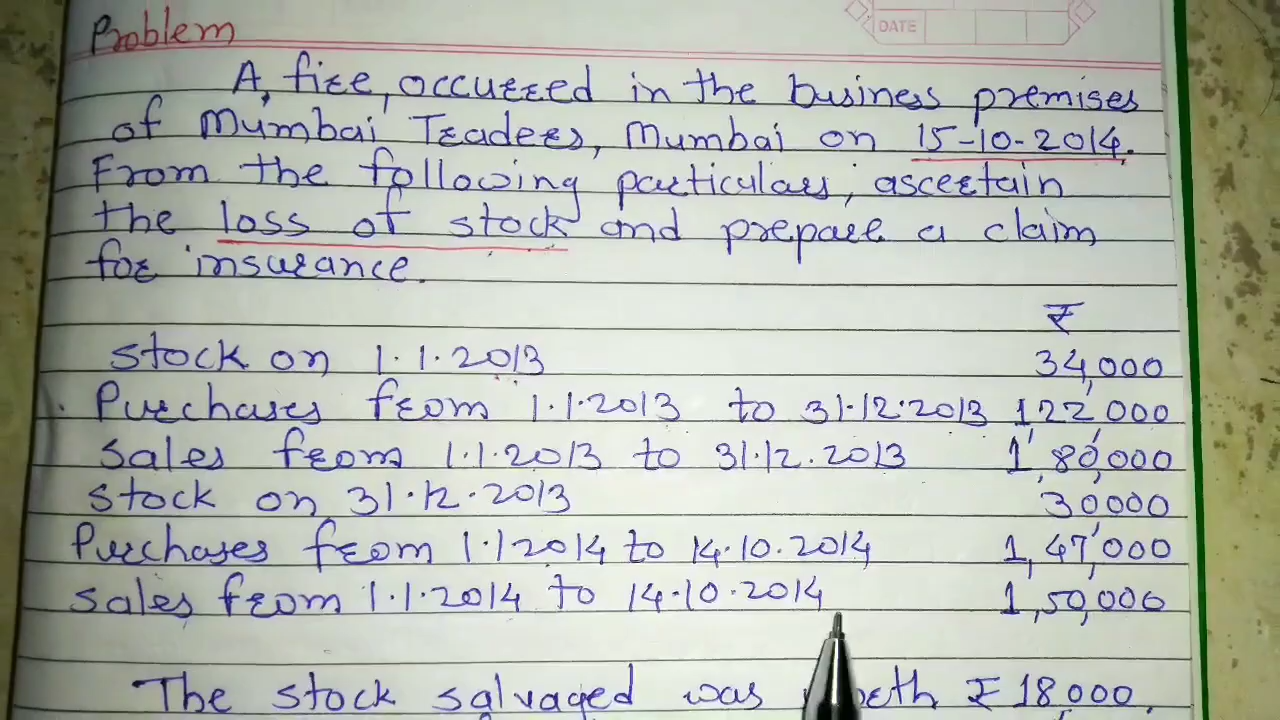 DATE
Problem
A fire occurred in the business premises
of Mumbai Traders, Mumbai on 15-10-2014.
From the following particulars, ascertain
the loss of stock and prepare a claim
for insurance.
₹
Stock on 1.1.2013 34,000
Purchases from 1.1.2013 to 31.12.2013 1,22,000
Sales from 1.1.2013 to 31.12.2013 1,80,000
Stock on 31.12.2013 30,000
Purchases from 1.1.2014 to 14.10.2014 1,47,000
Sales from 1.1.2014 to 14.10.2014 1,50,000
The stock salvaged was ₹ 18,000.